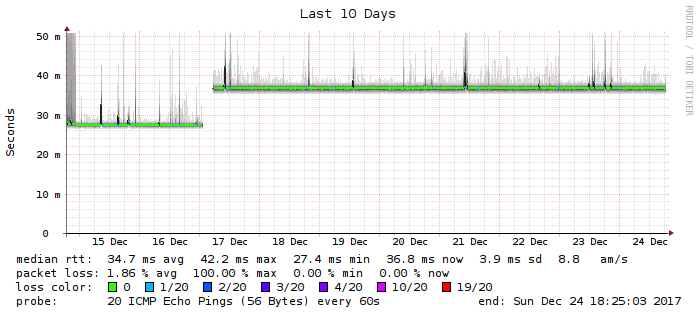 Last 10 Days
RRDTOOL / TOBI OETIKER
Seconds
50 m
40 m
30 m
20 m
10 m
0
15 Dec 16 Dec 17 Dec 18 Dec 19 Dec 20 Dec 21 Dec 22 Dec 23 Dec 24 Dec
median rtt: 34.7 ms avg 42.2 ms max 27.4 ms min 36.8 ms now 3.9 ms sd 8.8 am/s
packet loss: 1.86 % avg 100.00 % max 0.00 % min 0.00 % now
loss color: 0 1/20 2/20 3/20 4/20 10/20 19/20
probe: 20 ICMP Echo Pings (56 Bytes) every 60s end: Sun Dec 24 18:25:03 2017